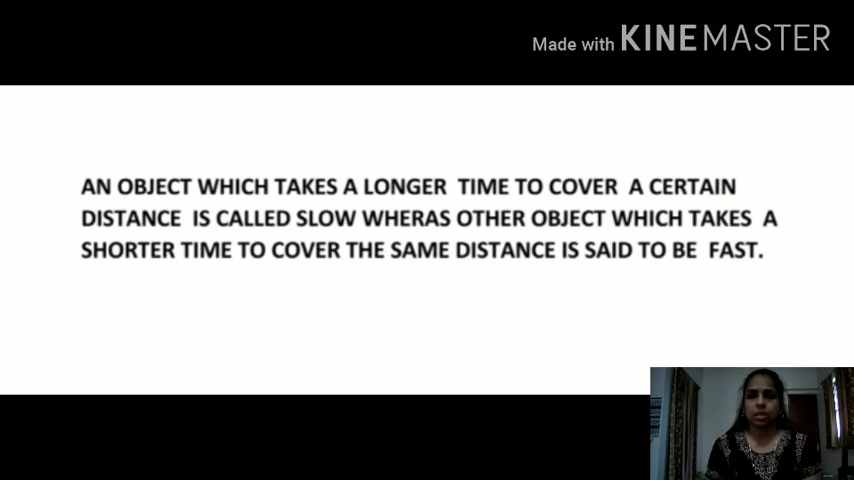 Made with KINEMASTER
AN OBJECT WHICH TAKES A LONGER TIME TO COVER A CERTAIN
DISTANCE IS CALLED SLOW WHERAS OTHER OBJECT WHICH TAKES A
SHORTER TIME TO COVER THE SAME DISTANCE IS SAID TO BE FAST.